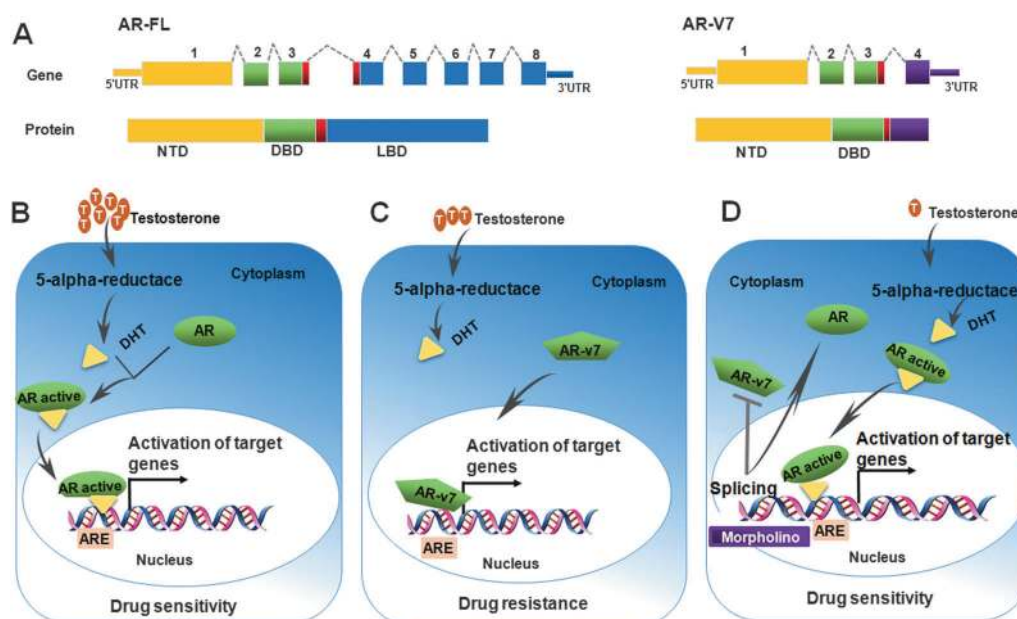 A
AR-FL
AR-V7
Gene
5'UTR
1
2
3
4
5
6
7
8
3'UTR
5'UTR
1
2
3
4
3'UTR
Protein
NTD
DBD
LBD
NTD
DBD
B
T T T T T T T
Testosterone
5-alpha-reductace
Cytoplasm
DHT
AR
AR active
Activation of target
genes
AR active
ARE
Nucleus
Drug sensitivity
C
T T T
Testosterone
Cytoplasm
5-alpha-reductace
DHT
AR-v7
Activation of target
genes
AR-v7
ARE
Nucleus
Drug resistance
D
T
Testosterone
Cytoplasm
5-alpha-reductace
AR
DHT
AR active
AR-v7
Activation of target
genes
AR active
Splicing
Morpholino
ARE
Nucleus
Drug sensitivity